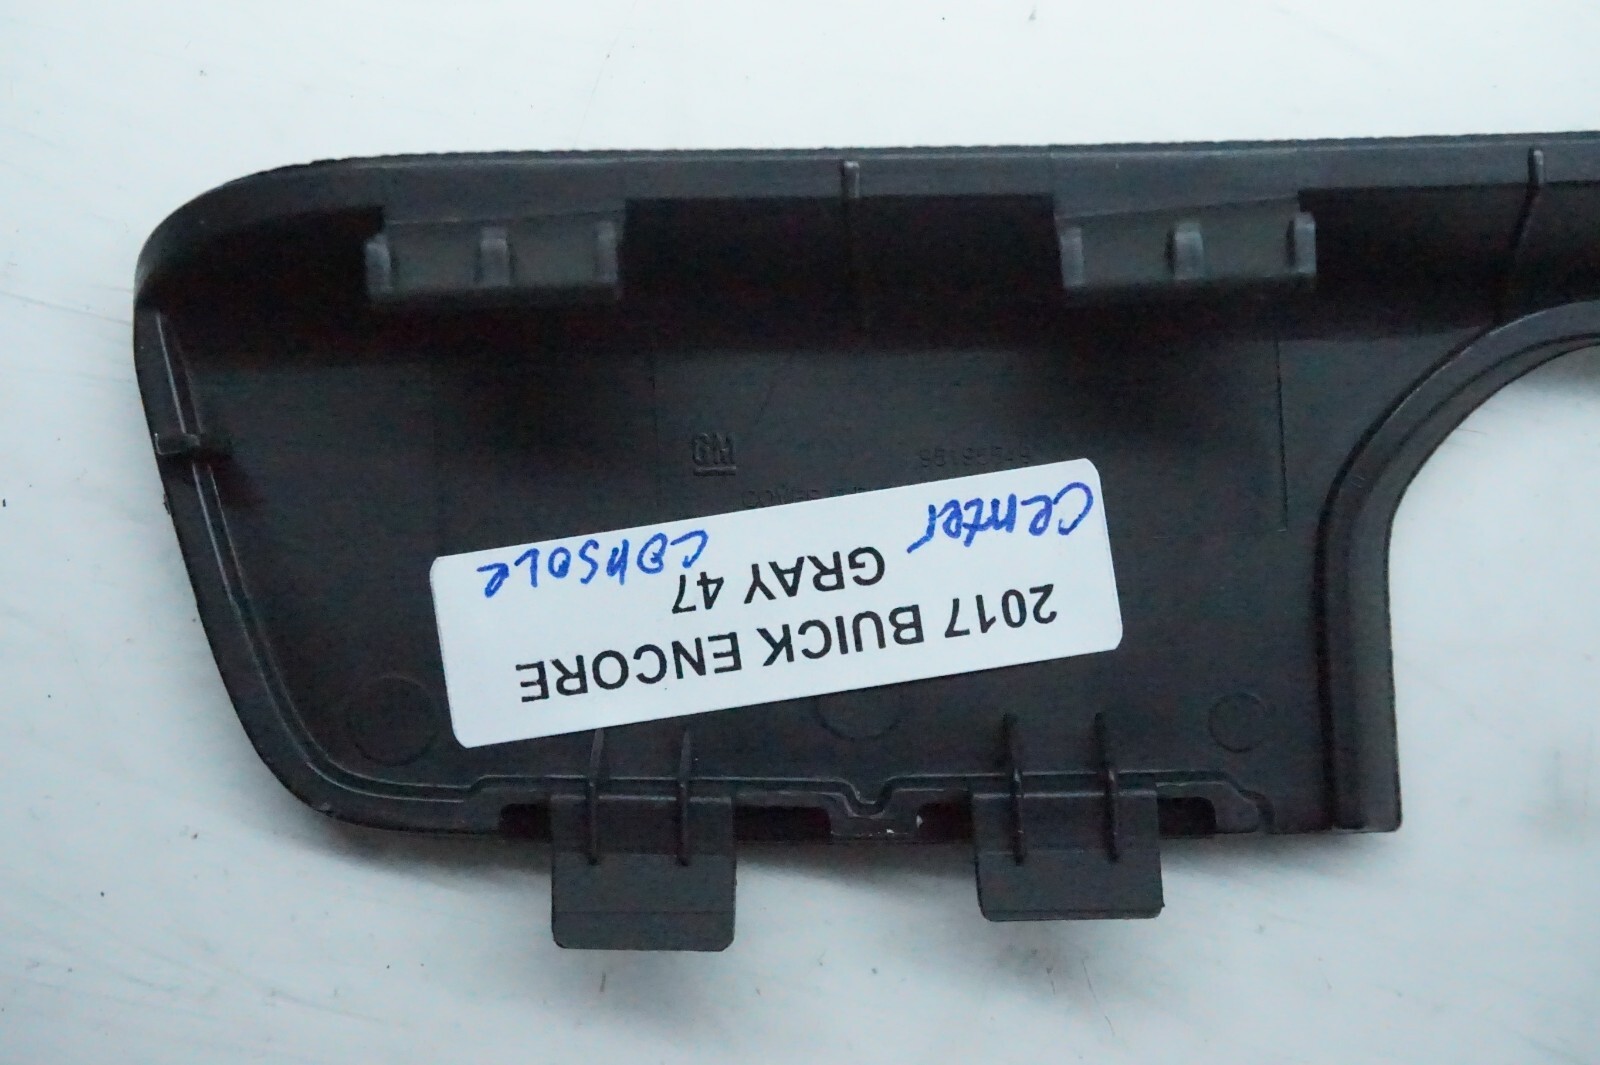 GM
2017 BUICK ENCORE
GRAY 47
Center Console